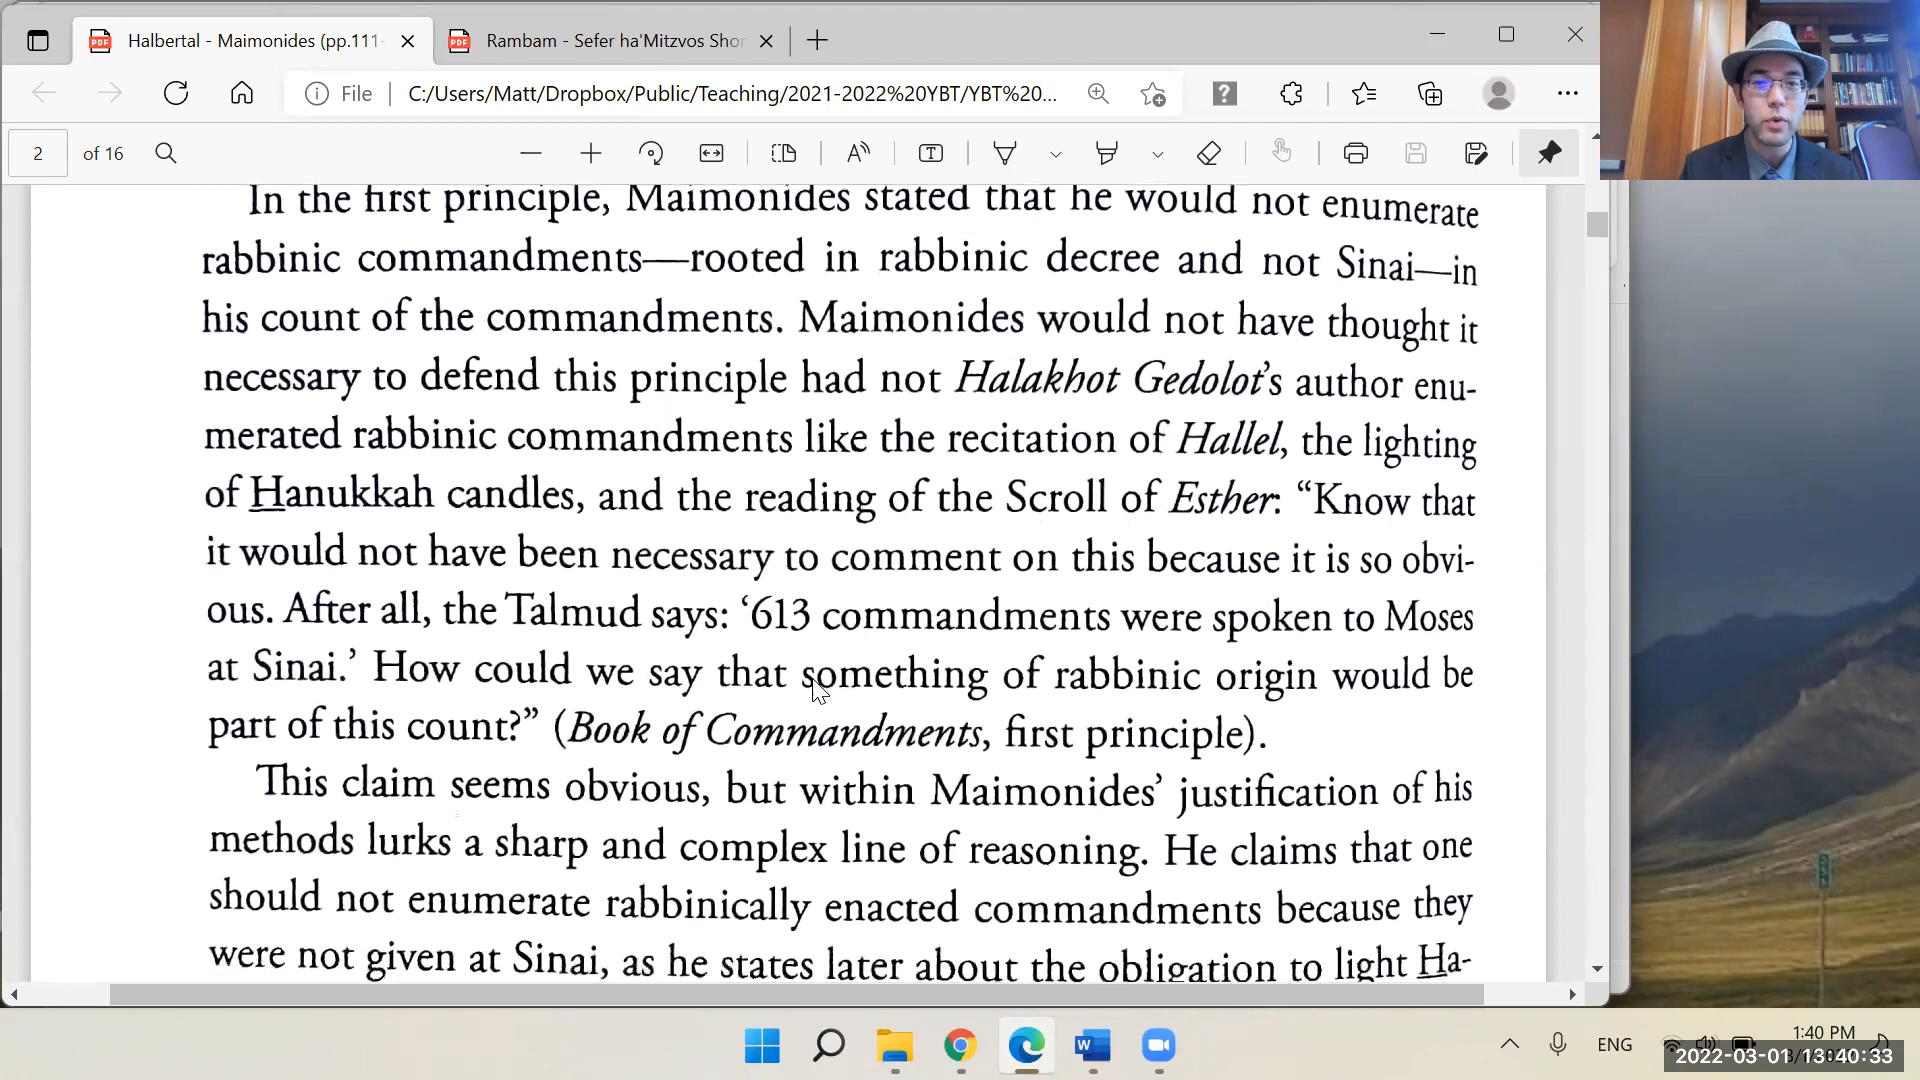 Halbertal - Maimonides (pp.111-
Rambam - Sefer ha'Mitzvos Shor
File
C:/Users/Matt/Dropbox/Public/Teaching/2021-2022%20YBT/YBT%20...
2 of 16
In the first principle, Maimonides stated that he would not enumerate
rabbinic commandments—rooted in rabbinic decree and not Sinai—in
his count of the commandments. Maimonides would not have thought it
necessary to defend this principle had not Halakhot Gedolot's author enu-
merated rabbinic commandments like the recitation of Hallel, the lighting
of Hanukkah candles, and the reading of the Scroll of Esther: “Know that
it would not have been necessary to comment on this because it is so obvi-
ous. After all, the Talmud says: ‘613 commandments were spoken to Moses
at Sinai.’ How could we say that something of rabbinic origin would be
part of this count?” (Book of Commandments, first principle).
This claim seems obvious, but within Maimonides’ justification of his
methods lurks a sharp and complex line of reasoning. He claims that one
should not enumerate rabbinically enacted commandments because they
were not given at Sinai, as he states later about the obligation to light Ha-
ENG
1:40 PM
2022-03-01 13:40:33